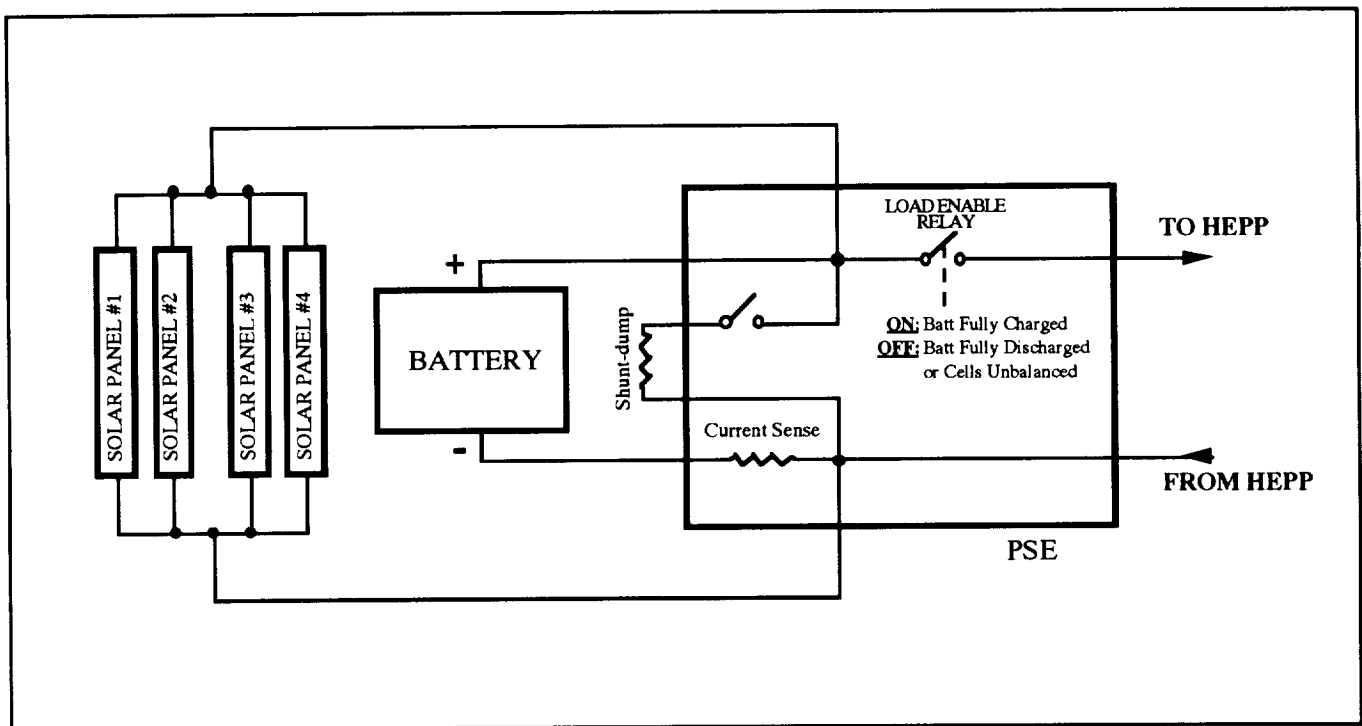 SOLAR PANEL #1
SOLAR PANEL #2
SOLAR PANEL #3
SOLAR PANEL #4
+
BATTERY
-
Shunt-dump
LOAD ENABLE
RELAY
ON: Batt Fully Charged
OFF: Batt Fully Discharged
or Cells Unbalanced
Current Sense
TO HEPP
FROM HEPP
PSE